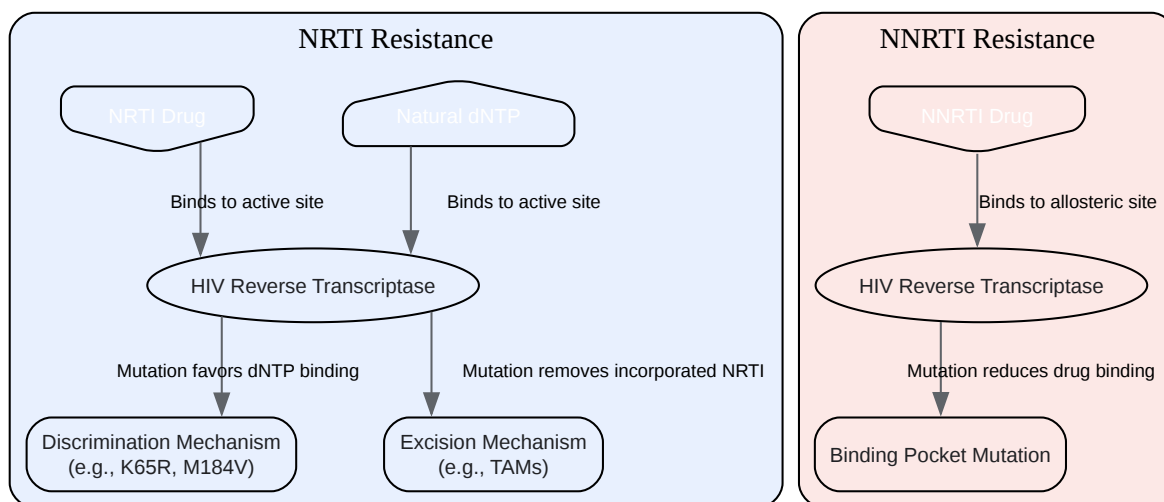 NRTI Resistance
NRTI Drug
Natural dNTP
Binds to active site
Binds to active site
HIV Reverse Transcriptase
Mutation favors dNTP binding
Mutation removes incorporated NRTI
Discrimination Mechanism
(e.g., K65R, M184V)
Excision Mechanism
(e.g., TAMs)
NNRTI Resistance
NNRTI Drug
Binds to allosteric site
HIV Reverse Transcriptase
Mutation reduces drug binding
Binding Pocket Mutation